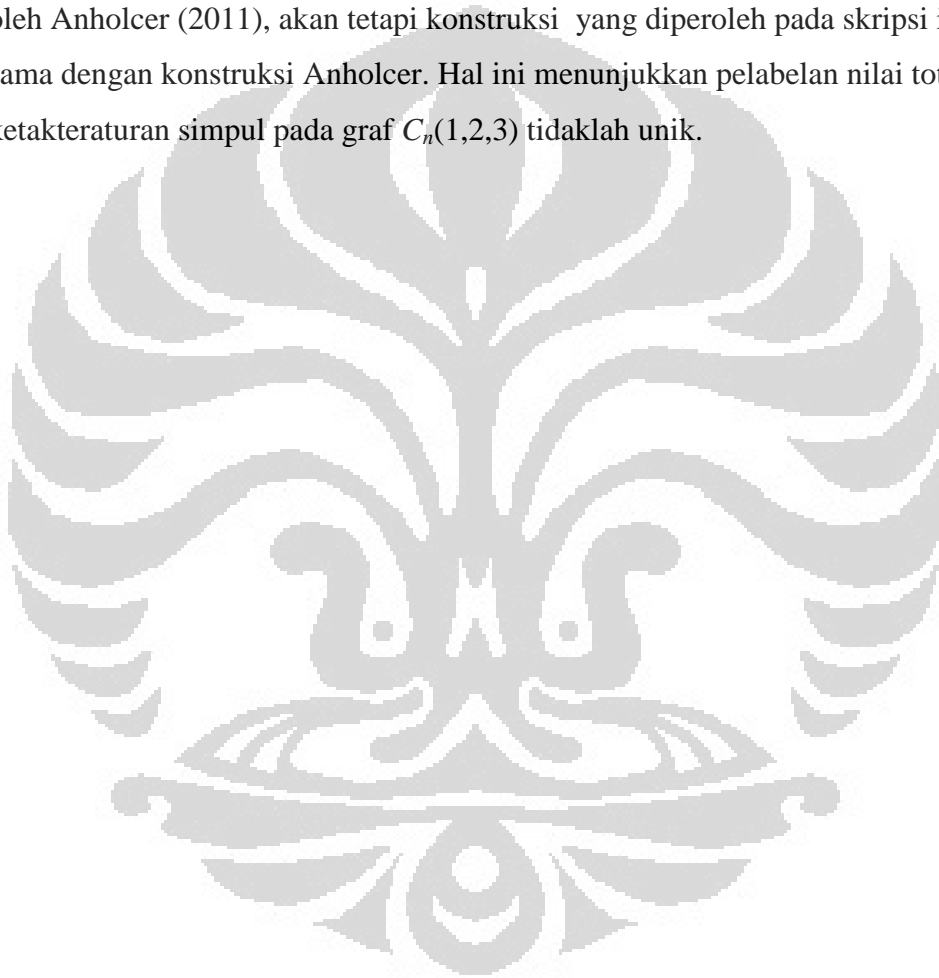 oleh Anholcer (2011), akan tetapi konstruksi yang diperoleh pada skripsi
ama dengan konstruksi Anholcer. Hal ini menunjukkan pelabelan nilai tot
ketakteraturan simpul pada graf Cₙ(1,2,3) tidaklah unik.